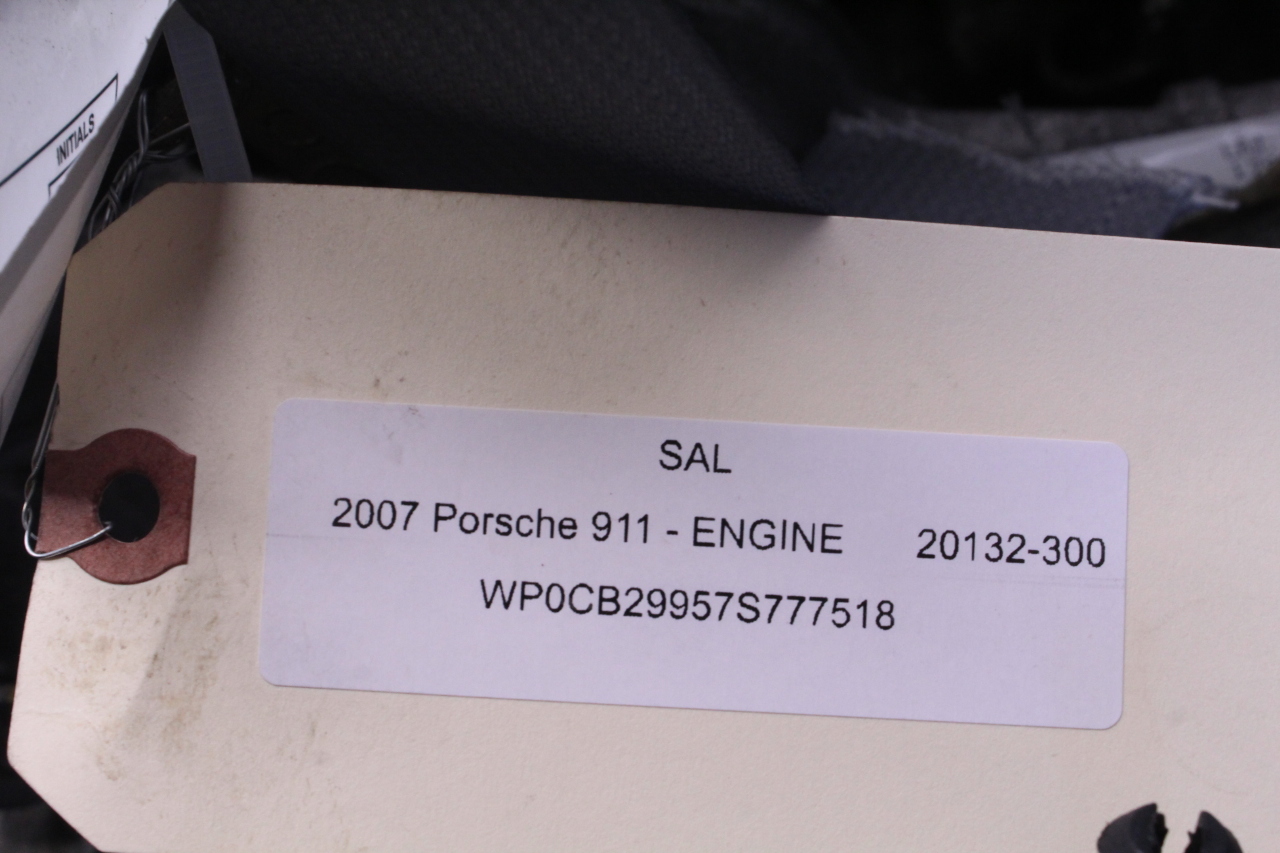 INITIALS
SAL
2007 Porsche 911 - ENGINE 20132-300
WP0CB29957S777518